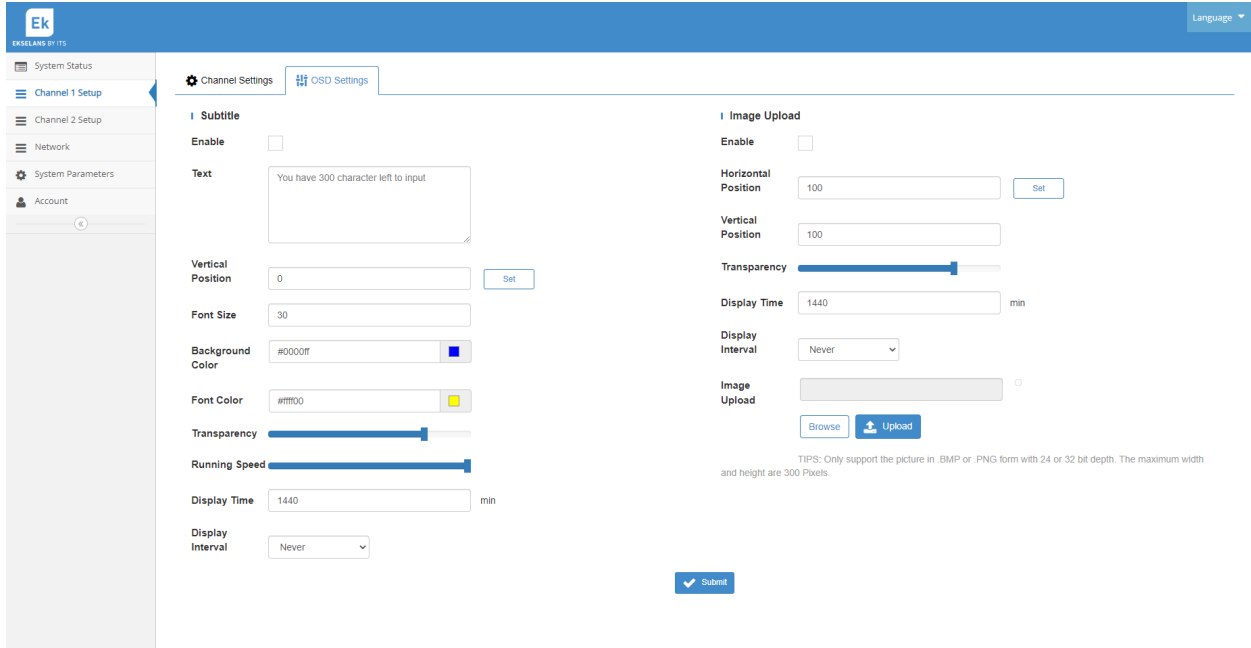 Ek
EKSELANS BY ITS
Language
System Status
Channel 1 Setup
Channel 2 Setup
Network
System Parameters
Account
Channel Settings
OSD Settings
Subtitle
Enable
Text
You have 300 character left to input
Vertical
Position
0
Set
Font Size
30
Background
Color
#0000ff
Font Color
#ffff00
Transparency
Running Speed
Display Time
1440
min
Display
Interval
Never
Image Upload
Enable
Horizontal
Position
100
Set
Vertical
Position
100
Transparency
Display Time
1440
min
Display
Interval
Never
Image
Upload
Browse
Upload
TIPS: Only support the picture in .BMP or .PNG form with 24 or 32 bit depth. The maximum width
and height are 300 Pixels.
Submit